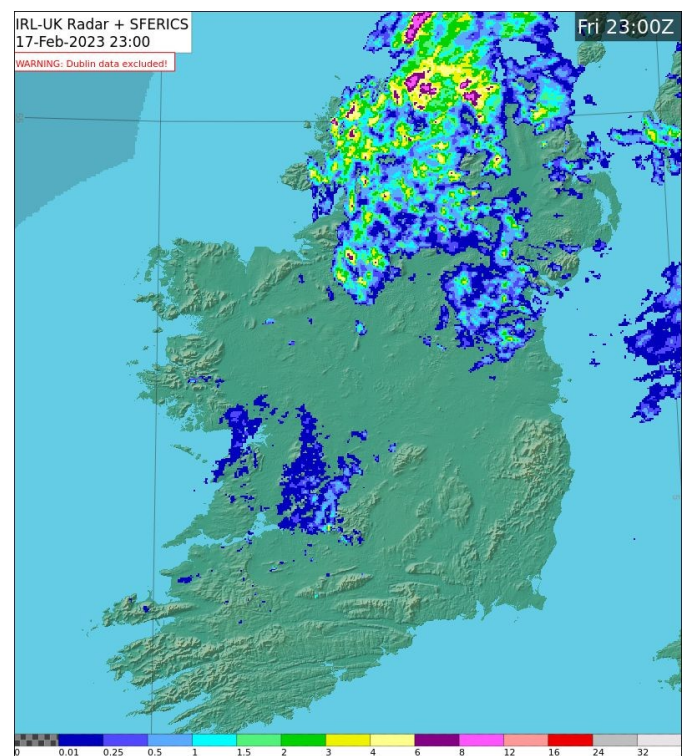 IRL-UK Radar + SFERICS
17-Feb-2023 23:00
WARNING: Dublin data excluded!
Fri 23:00Z
0 0.01 0.25 0.5 1 1.5 2 3 4 6 8 12 16 24 32